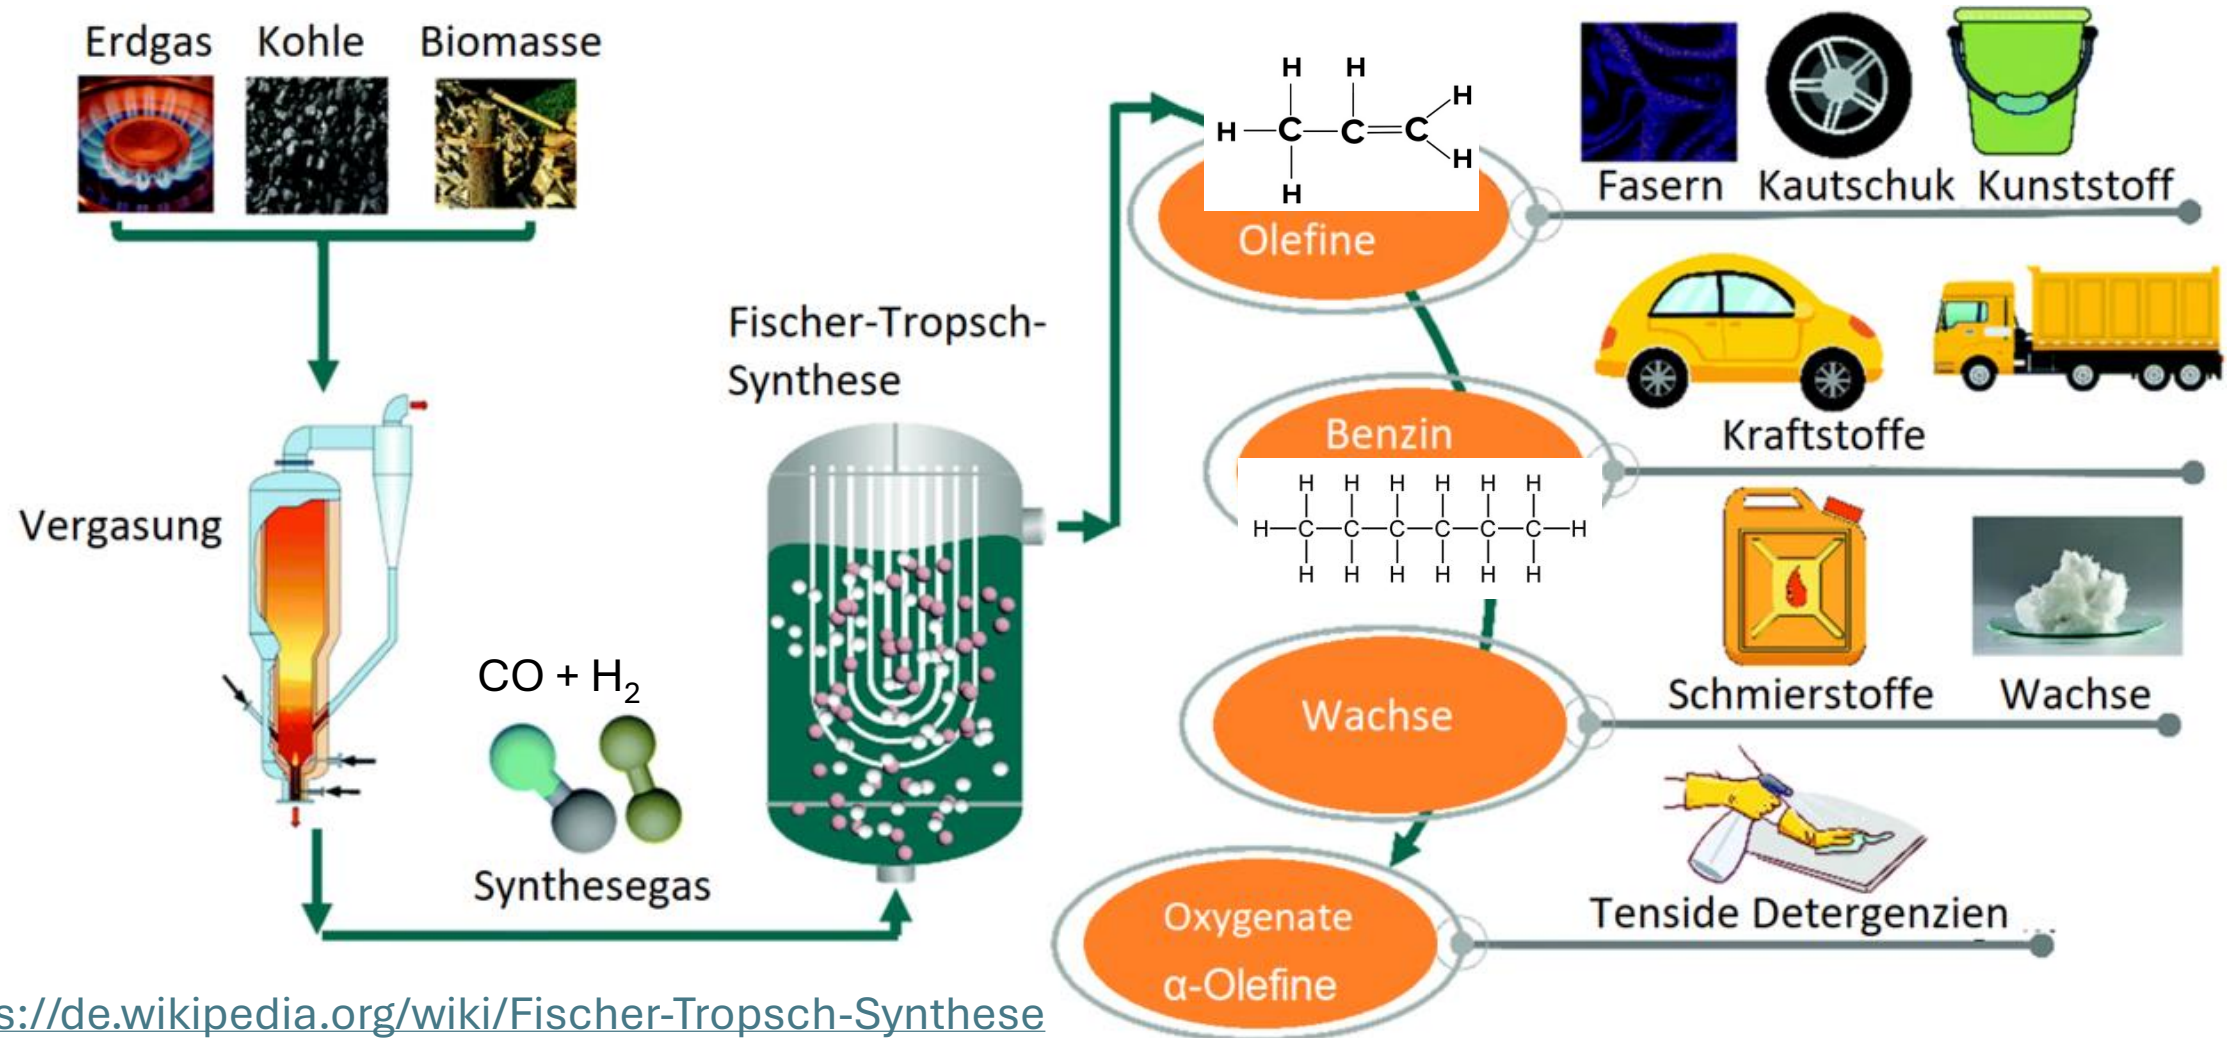 Erdgas Kohle Biomasse
Vergasung
CO + H₂
Synthesegas
Fischer-Tropsch-
Synthese
H H
H C C C H
H
H
Olefine
Fasern Kautschuk Kunststoff
Benzin
H H H H H H
H C C C C C C H
H H H H H H
Kraftstoffe
Wachse
Schmierstoffe Wachse
Oxygenate
α-Olefine
Tenside Detergenzien
s://de.wikipedia.org/wiki/Fischer-Tropsch-Synthese